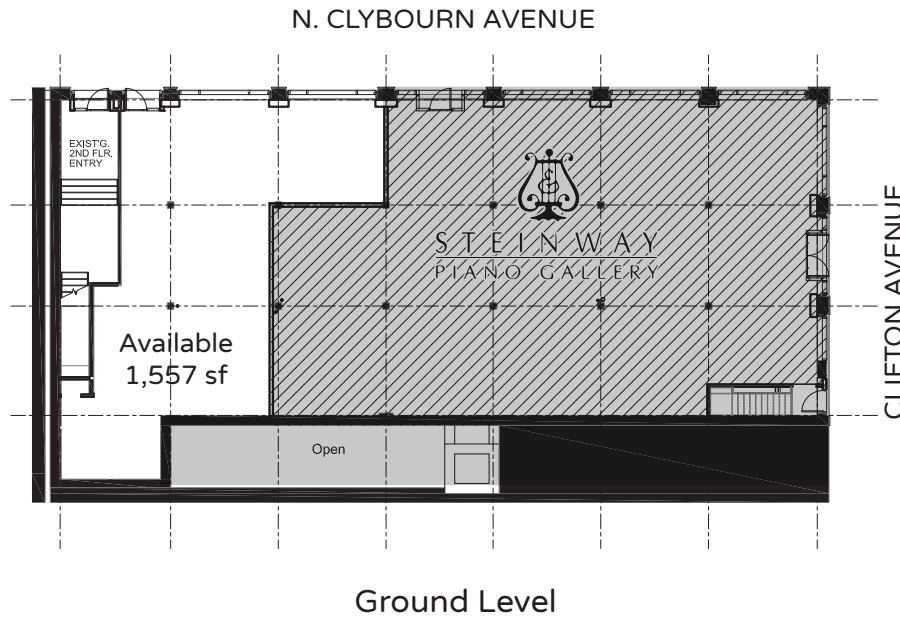 N. CLYBOURN AVENUE
EXIST'G.
2ND FLR.
ENTRY
&
STEINWAY
PIANO GALLERY
CLIFTON AVENUE
Available
1,557 sf
Open
Ground Level